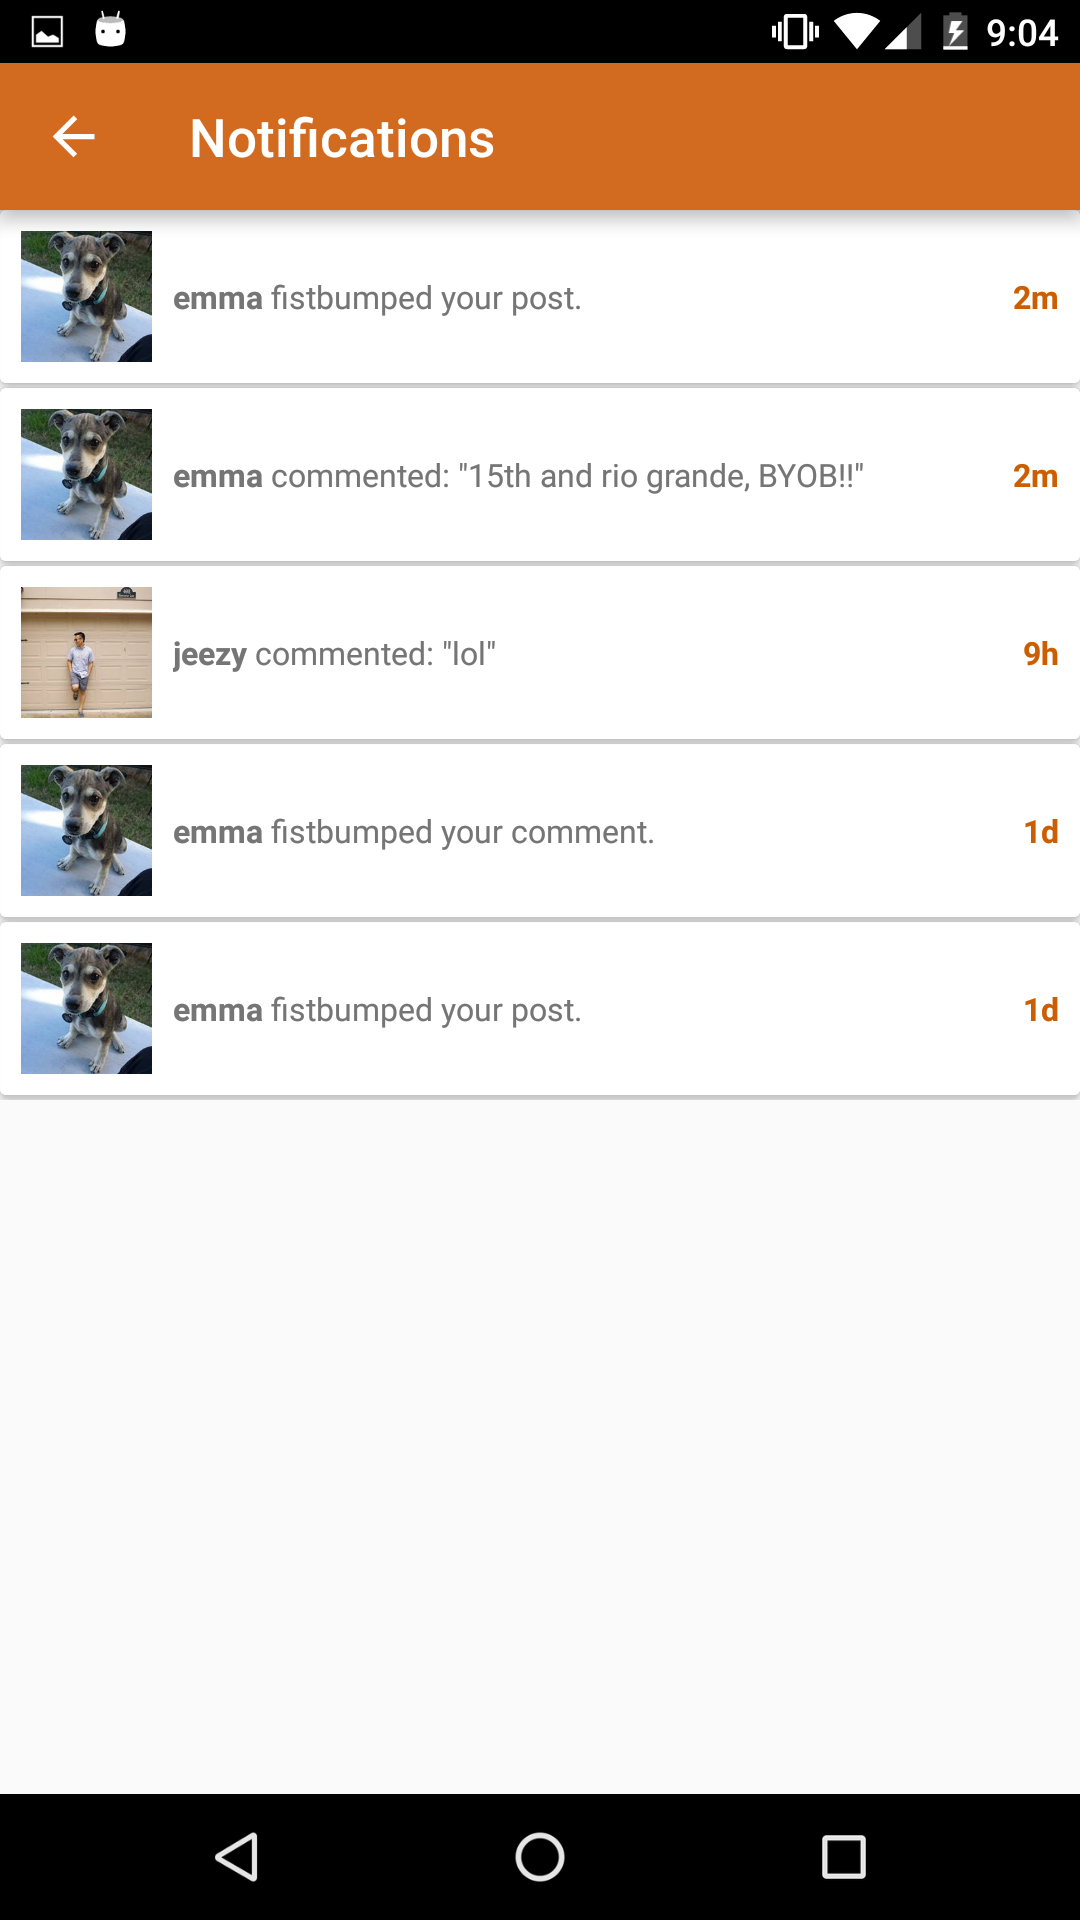 9:04
Notifications
emma fistbumped your post. 2m
emma commented: "15th and rio grande, BYOB!!" 2m
jeezy commented: "lol" 9h
emma fistbumped your comment. 1d
emma fistbumped your post. 1d